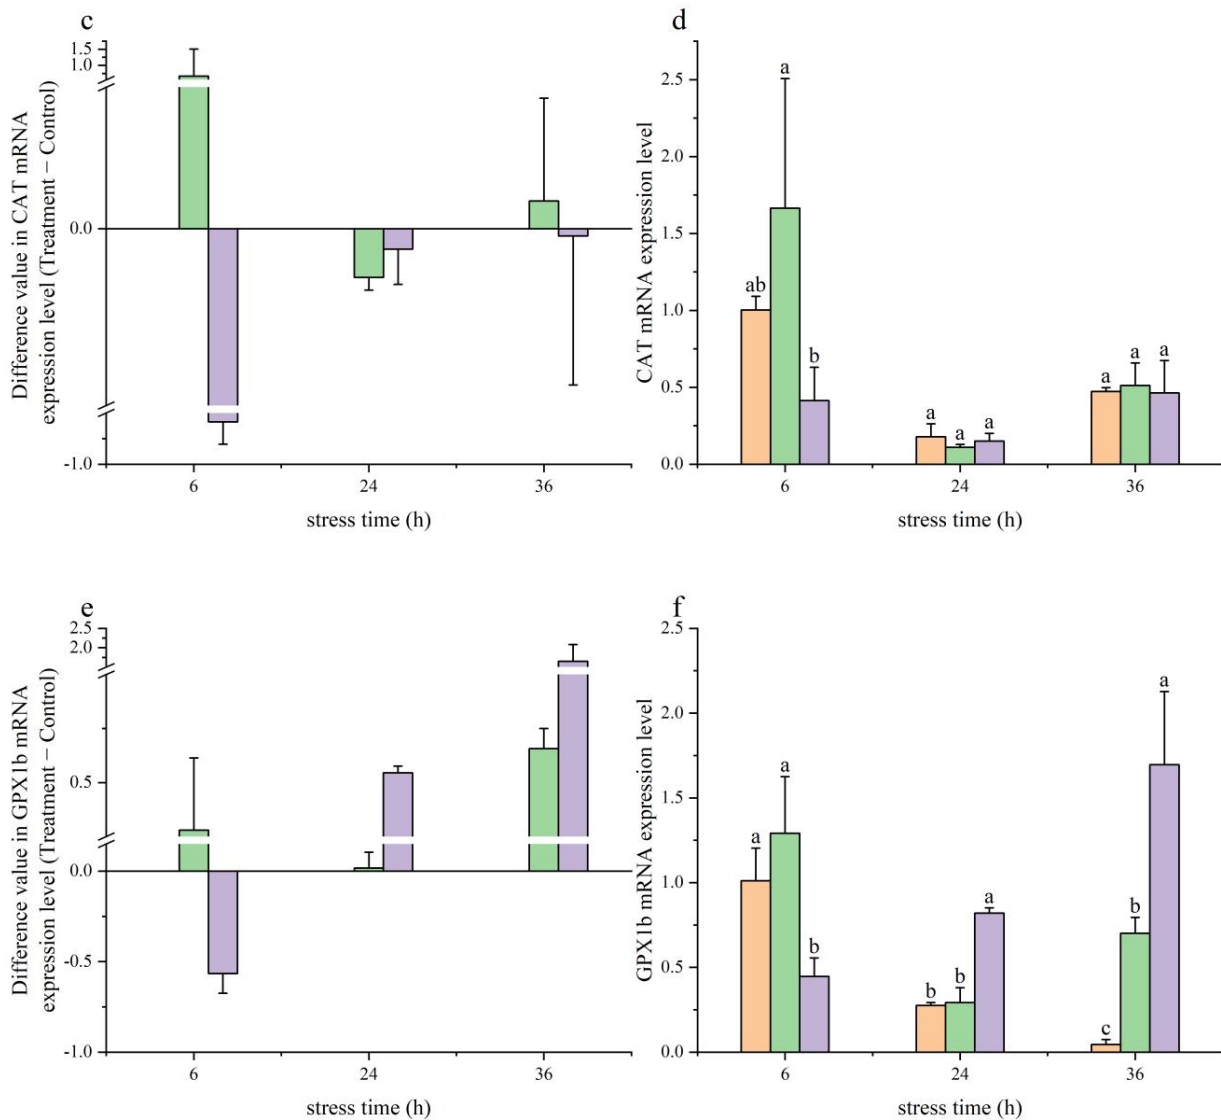 c
Difference value in CAT mRNA
expression level (Treatment − Control)
1.5
1.0
0.0
-1.0
6
24
36
stress time (h)
d
CAT mRNA expression level
2.5
2.0
1.5
1.0
0.5
0.0
ab
a
b
a
a
a
a
a
a
6
24
36
stress time (h)
e
Difference value in GPX1b mRNA
expression level (Treatment − Control)
2.5
2.0
0.5
0.0
-0.5
-1.0
6
24
36
stress time (h)
f
GPX1b mRNA expression level
2.5
2.0
1.5
1.0
0.5
0.0
a
a
b
b
b
a
c
b
a
6
24
36
stress time (h)